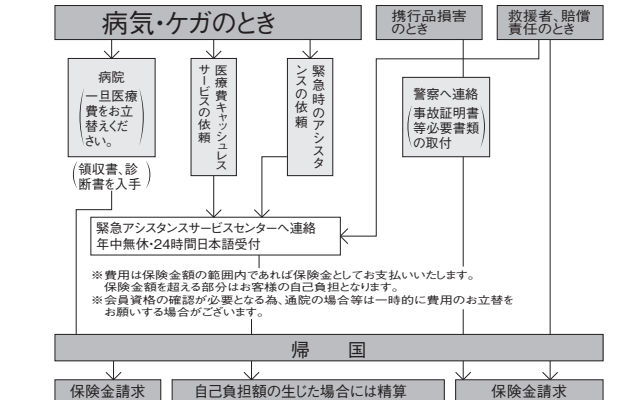 病気・ケガのとき
携行品損害
のとき
救援者、賠償
責任のとき
病院
(一旦医療
費をお立
替えくだ
さい。)
医療費キャッシュレス
サービスの依頼
緊急時のアシスタ
ンスの依頼
警察へ連絡
(事故証明書
等必要書類
の取付)
(領収書、診
断書を入手)
緊急アシスタンスサービスセンターへ連絡
年中無休・24時間日本語受付
※費用は保険金額の範囲内であれば保険金としてお支払いいたします。
保険金額を超える部分はお客様の自己負担となります。
※会員資格の確認が必要となる為、通院の場合等は一時的に費用のお立替を
お願いする場合がございます。
帰 国
保険金請求
自己負担額の生じた場合には精算
保険金請求